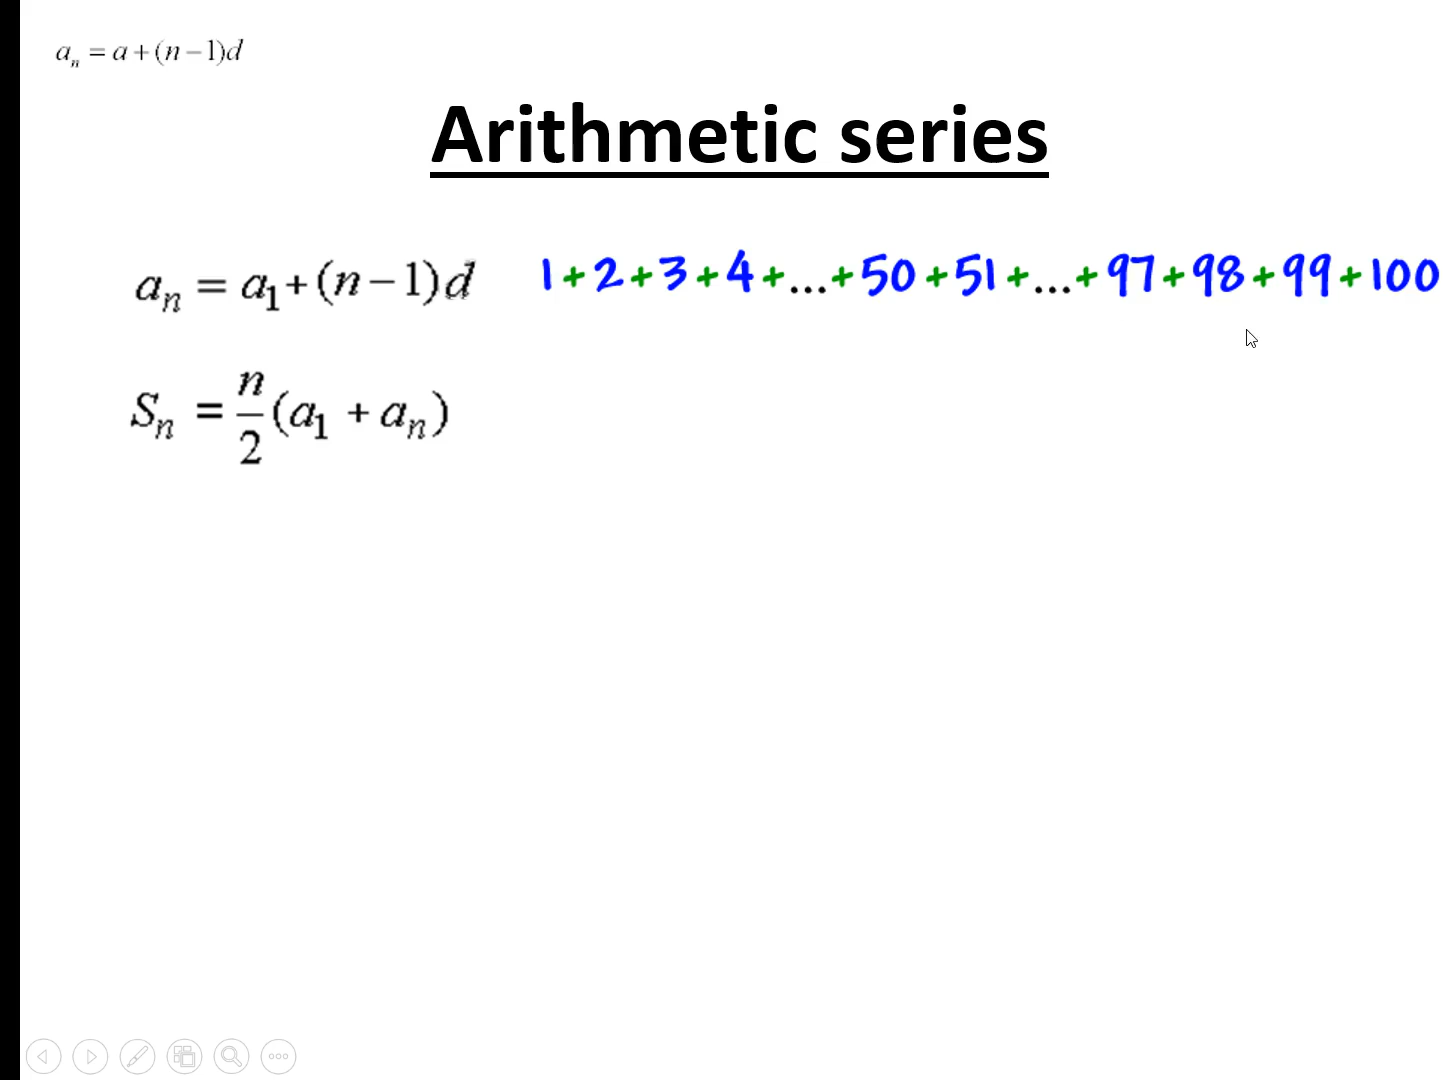 aₙ = a + (n − 1)d
Arithmetic series
aₙ = a₁ + (n − 1)d
1 + 2 + 3 + 4 + ... + 50 + 51 + ... + 97 + 98 + 99 + 100
Sₙ = n/2 (a₁ + aₙ)